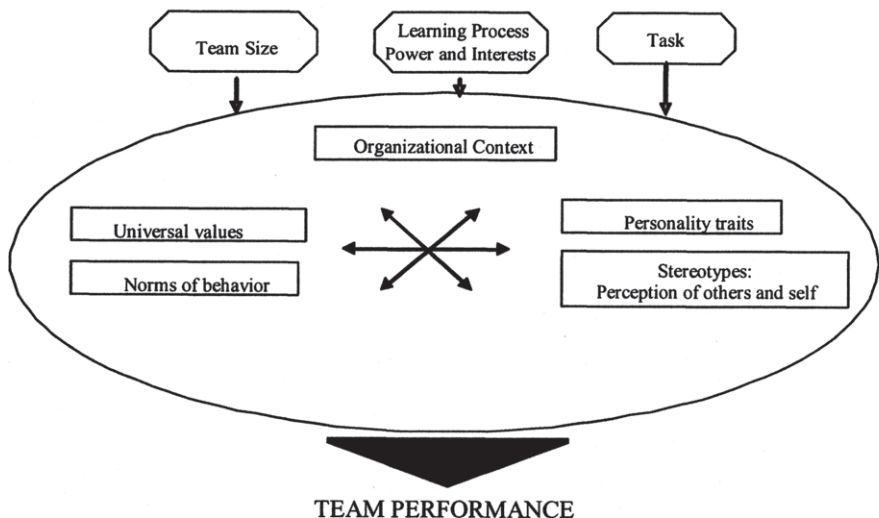 Team Size
Learning Process
Power and Interests
Task
Organizational Context
Universal values
Norms of behavior
Personality traits
Stereotypes:
Perception of others and self
TEAM PERFORMANCE